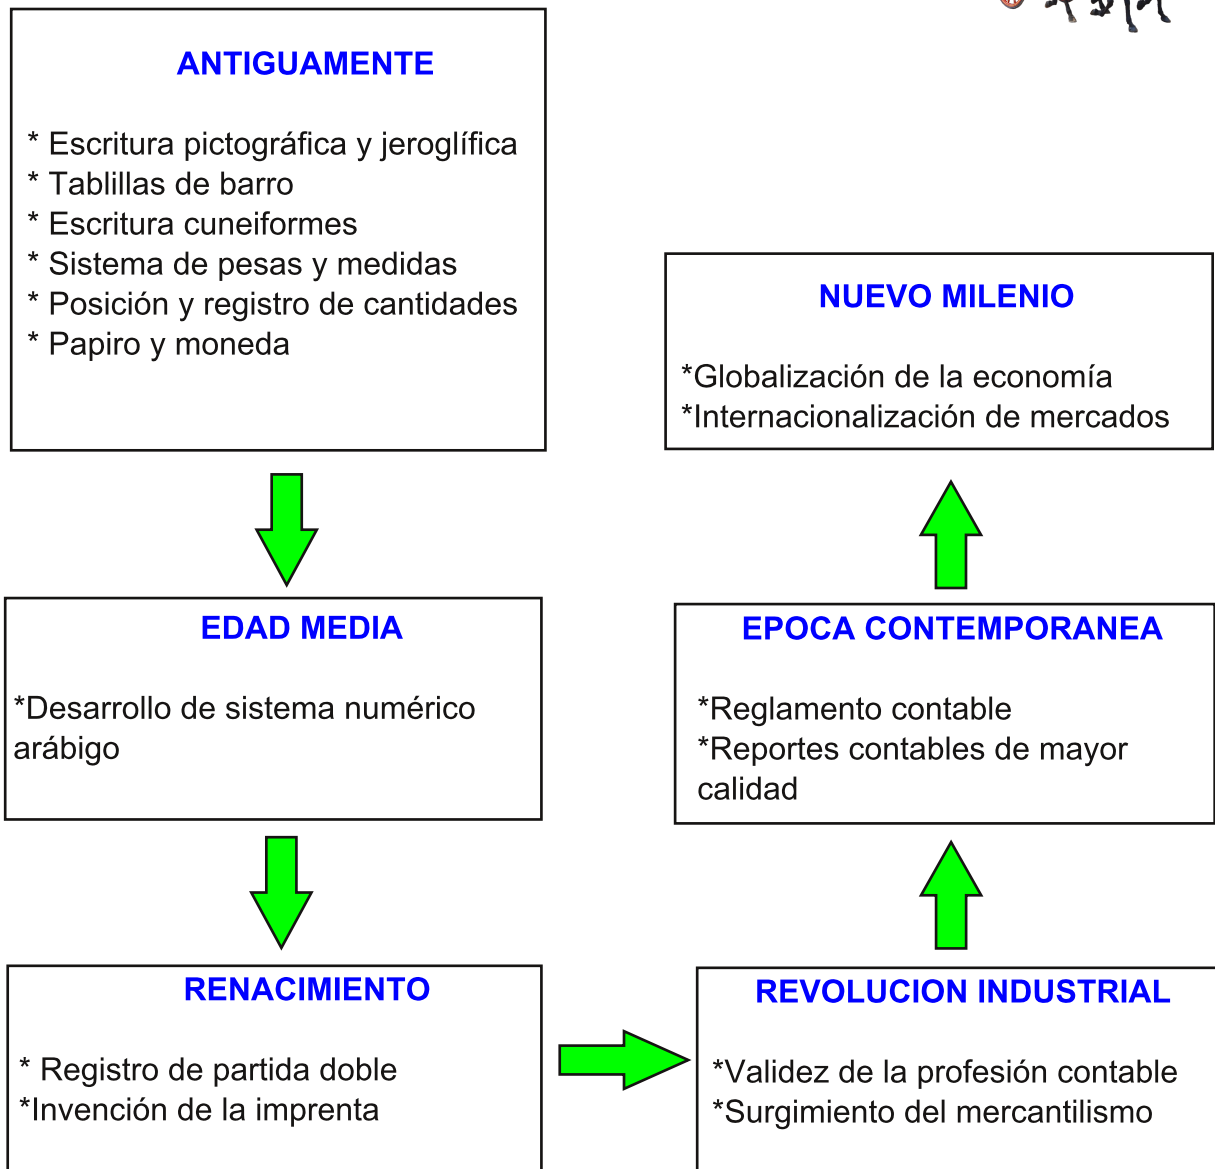 ANTIGUAMENTE
* Escritura pictográfica y jeroglífica
* Tablillas de barro
* Escritura cuneiformes
* Sistema de pesas y medidas
* Posición y registro de cantidades
* Papiro y moneda
EDAD MEDIA
*Desarrollo de sistema numérico
arábigo
RENACIMIENTO
* Registro de partida doble
*Invención de la imprenta
REVOLUCION INDUSTRIAL
*Validez de la profesión contable
*Surgimiento del mercantilismo
EPOCA CONTEMPORANEA
*Reglamento contable
*Reportes contables de mayor
calidad
NUEVO MILENIO
*Globalización de la economía
*Internacionalización de mercados